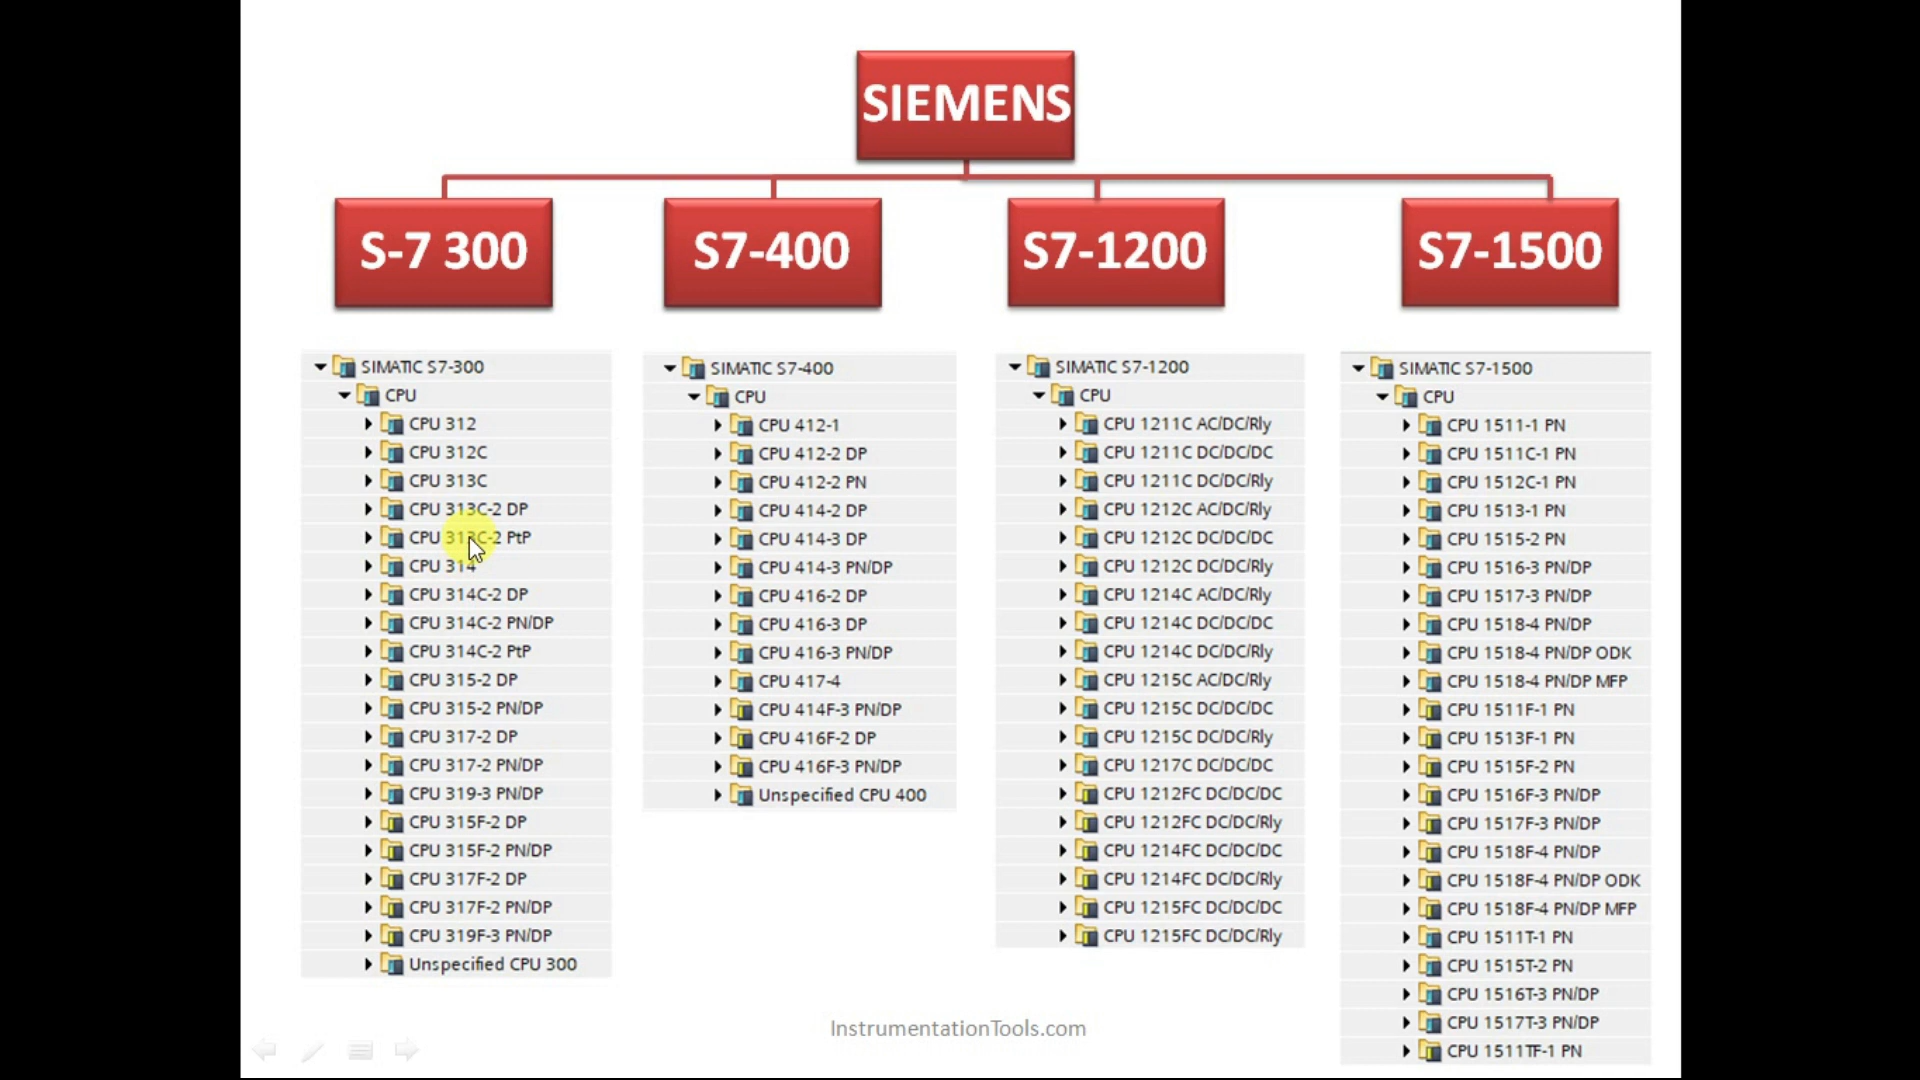 SIEMENS
S-7 300
S7-400
S7-1200
S7-1500
SIMATIC S7-300
CPU
CPU 312
CPU 312C
CPU 313C
CPU 313C-2 DP
CPU 313C-2 PtP
CPU 314
CPU 314C-2 DP
CPU 314C-2 PN/DP
CPU 314C-2 PtP
CPU 315-2 DP
CPU 315-2 PN/DP
CPU 317-2 DP
CPU 317-2 PN/DP
CPU 319-3 PN/DP
CPU 315F-2 DP
CPU 315F-2 PN/DP
CPU 317F-2 DP
CPU 317F-2 PN/DP
CPU 319F-3 PN/DP
Unspecified CPU 300
SIMATIC S7-400
CPU
CPU 412-1
CPU 412-2 DP
CPU 412-2 PN
CPU 414-2 DP
CPU 414-3 DP
CPU 414-3 PN/DP
CPU 416-2 DP
CPU 416-3 DP
CPU 416-3 PN/DP
CPU 417-4
CPU 414F-3 PN/DP
CPU 416F-2 DP
CPU 416F-3 PN/DP
Unspecified CPU 400
SIMATIC S7-1200
CPU
CPU 1211C AC/DC/Rly
CPU 1211C DC/DC/DC
CPU 1211C DC/DC/Rly
CPU 1212C AC/DC/Rly
CPU 1212C DC/DC/DC
CPU 1212C DC/DC/Rly
CPU 1214C AC/DC/Rly
CPU 1214C DC/DC/DC
CPU 1214C DC/DC/Rly
CPU 1215C AC/DC/Rly
CPU 1215C DC/DC/DC
CPU 1215C DC/DC/Rly
CPU 1217C DC/DC/DC
CPU 1212FC DC/DC/DC
CPU 1212FC DC/DC/Rly
CPU 1214FC DC/DC/DC
CPU 1214FC DC/DC/Rly
CPU 1215FC DC/DC/DC
CPU 1215FC DC/DC/Rly
SIMATIC S7-1500
CPU
CPU 1511-1 PN
CPU 1511C-1 PN
CPU 1512C-1 PN
CPU 1513-1 PN
CPU 1515-2 PN
CPU 1516-3 PN/DP
CPU 1517-3 PN/DP
CPU 1518-4 PN/DP
CPU 1518-4 PN/DP ODK
CPU 1518-4 PN/DP MFP
CPU 1511F-1 PN
CPU 1513F-1 PN
CPU 1515F-2 PN
CPU 1516F-3 PN/DP
CPU 1517F-3 PN/DP
CPU 1518F-4 PN/DP
CPU 1518F-4 PN/DP ODK
CPU 1518F-4 PN/DP MFP
CPU 1511T-1 PN
CPU 1515T-2 PN
CPU 1516T-3 PN/DP
CPU 1517T-3 PN/DP
CPU 1511TF-1 PN
InstrumentationTools.com